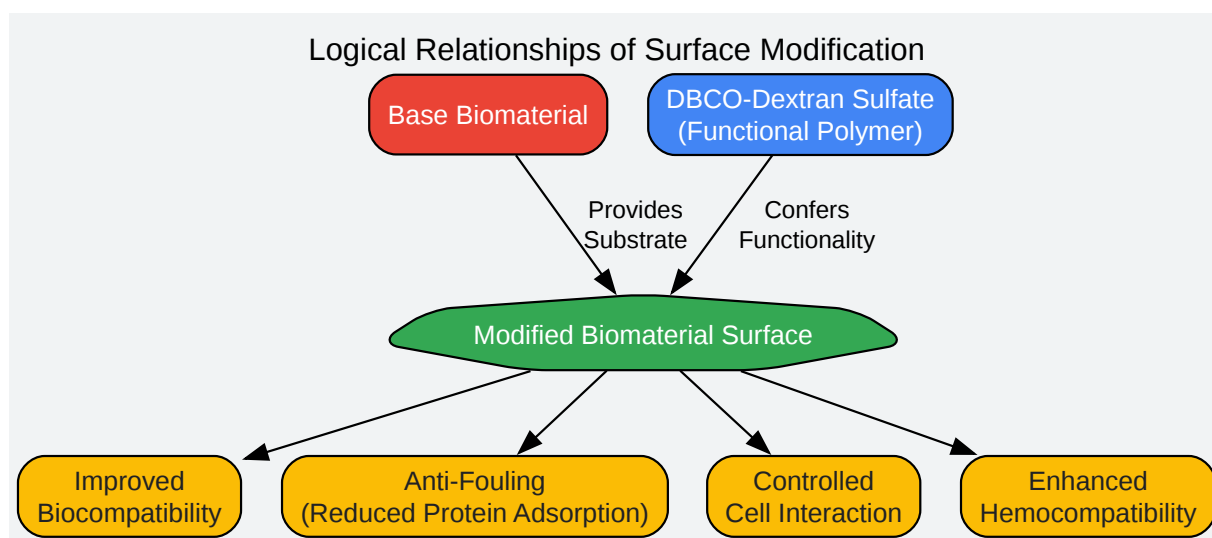 Logical Relationships of Surface Modification
Base Biomaterial
DBCO-Dextran Sulfate
(Functional Polymer)
Provides
Substrate
Confers
Functionality
Modified Biomaterial Surface
Improved
Biocompatibility
Anti-Fouling
(Reduced Protein Adsorption)
Controlled
Cell Interaction
Enhanced
Hemocompatibility